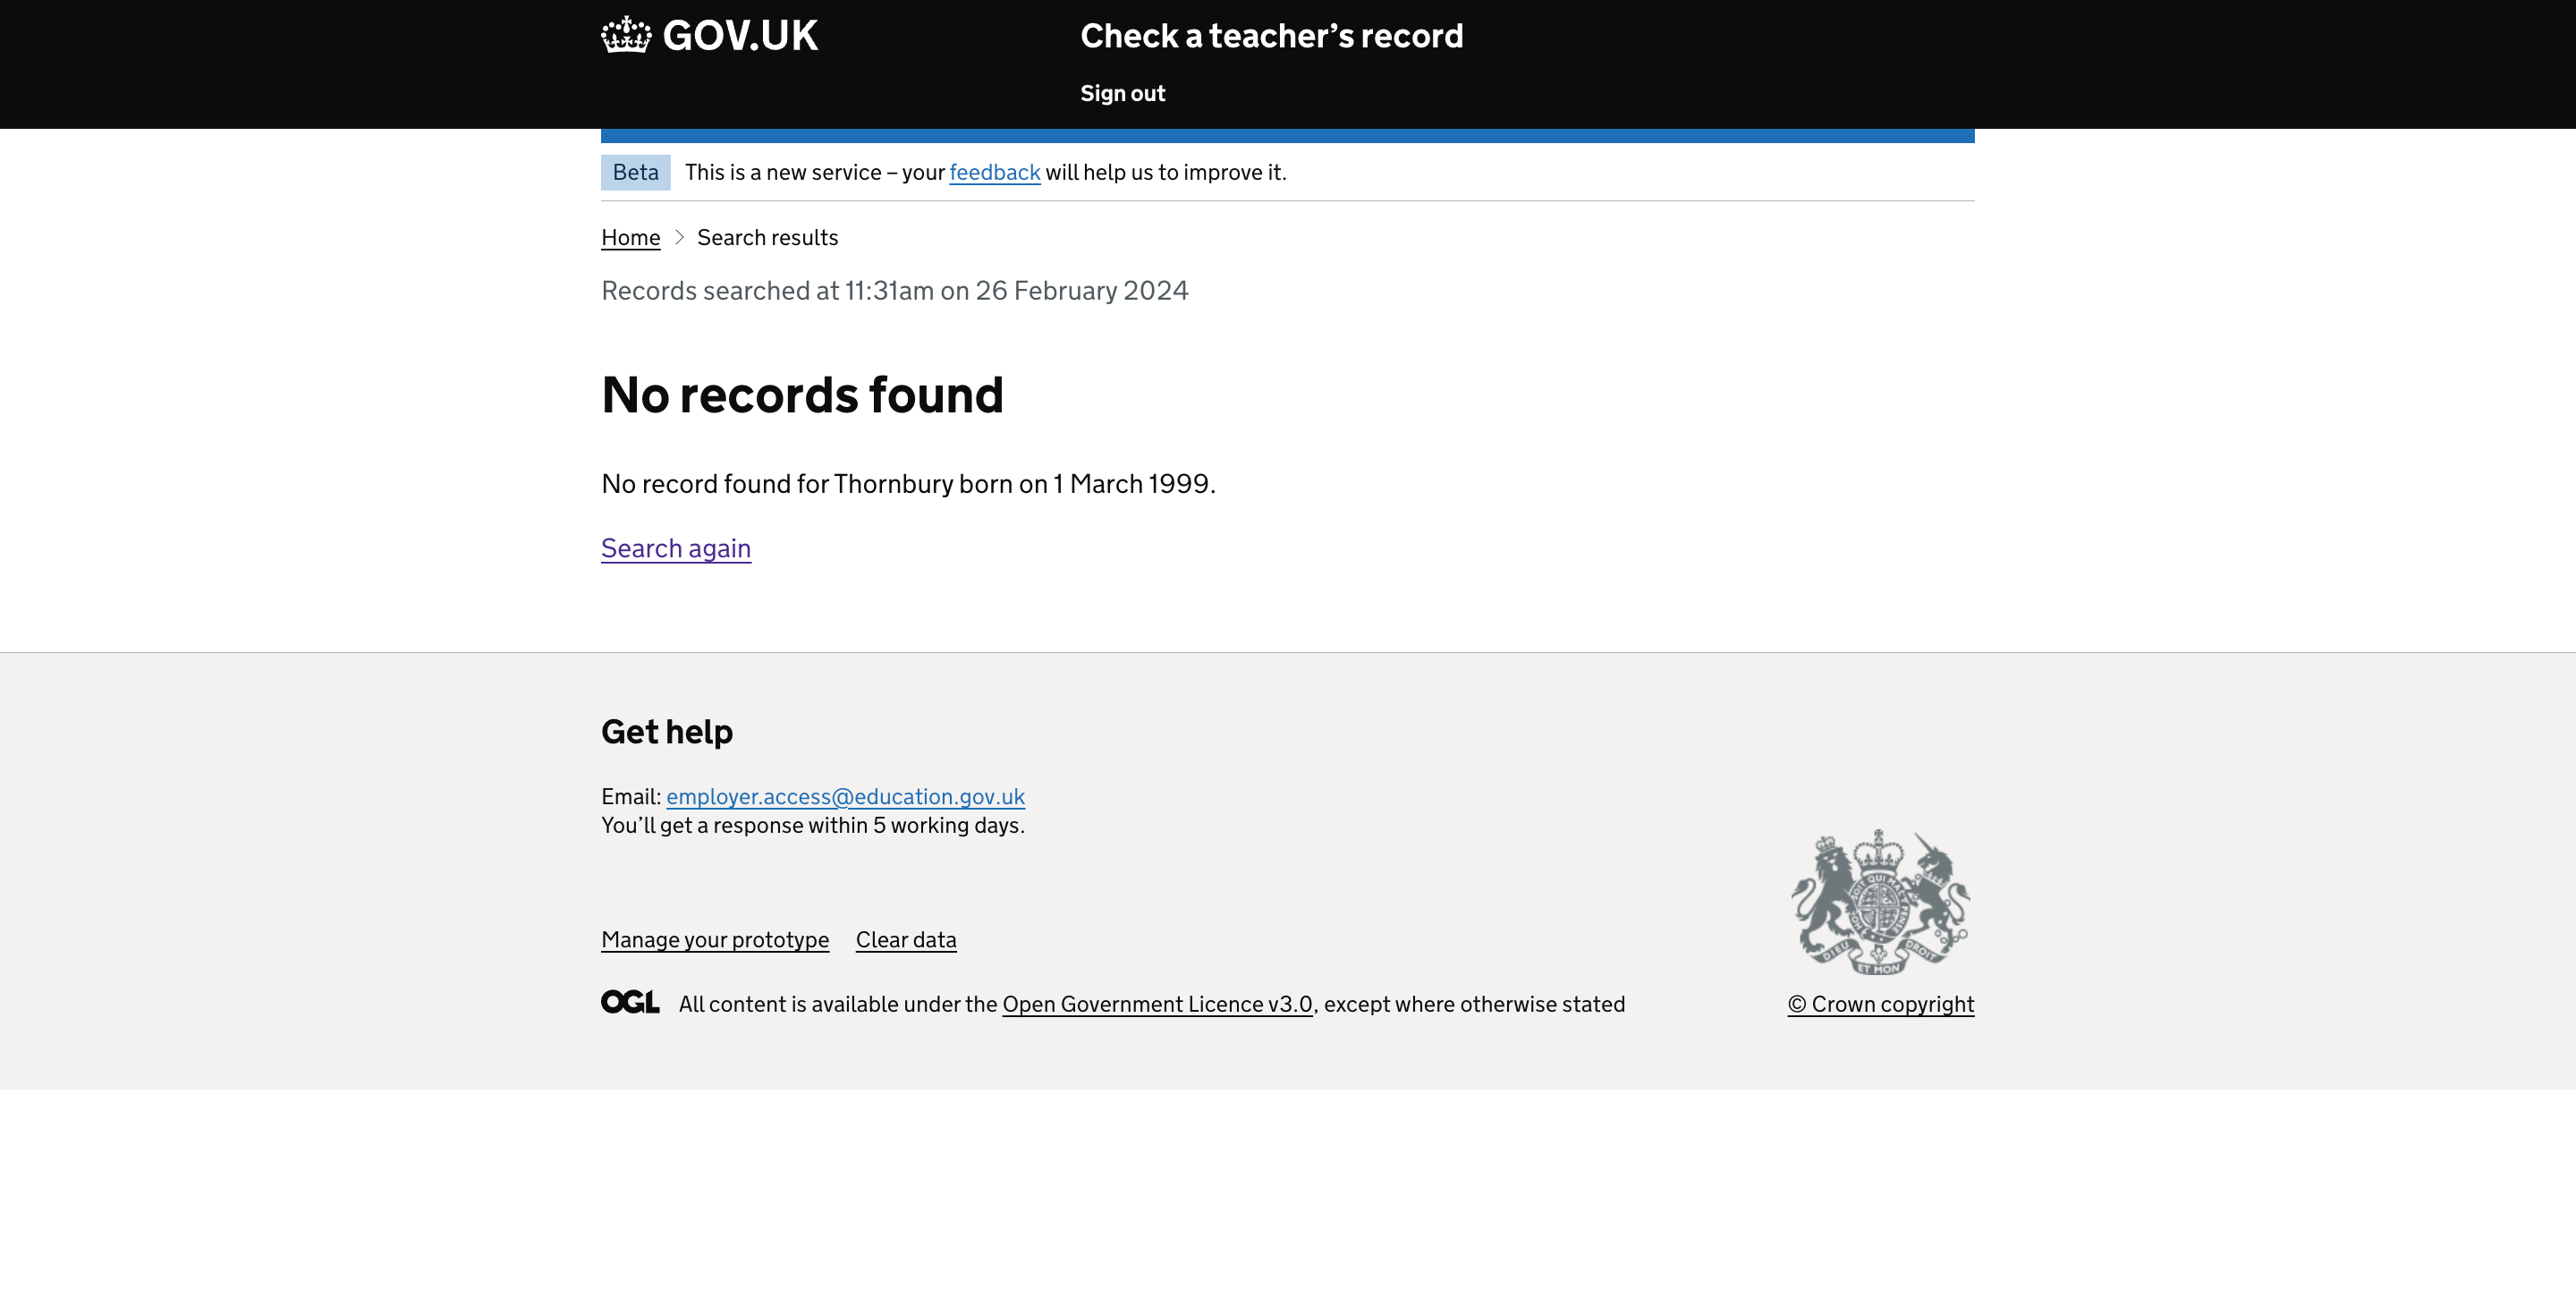 GOV.UK
Check a teacher’s record
Sign out
Beta
This is a new service – your feedback will help us to improve it.
Home
Search results
Records searched at 11:31am on 26 February 2024
No records found
No record found for Thornbury born on 1 March 1999.
Search again
Get help
Email: employer.access@education.gov.uk
You’ll get a response within 5 working days.
Manage your prototype
Clear data
DIEU ET MON DROIT
OGL
All content is available under the Open Government Licence v3.0, except where otherwise stated
© Crown copyright